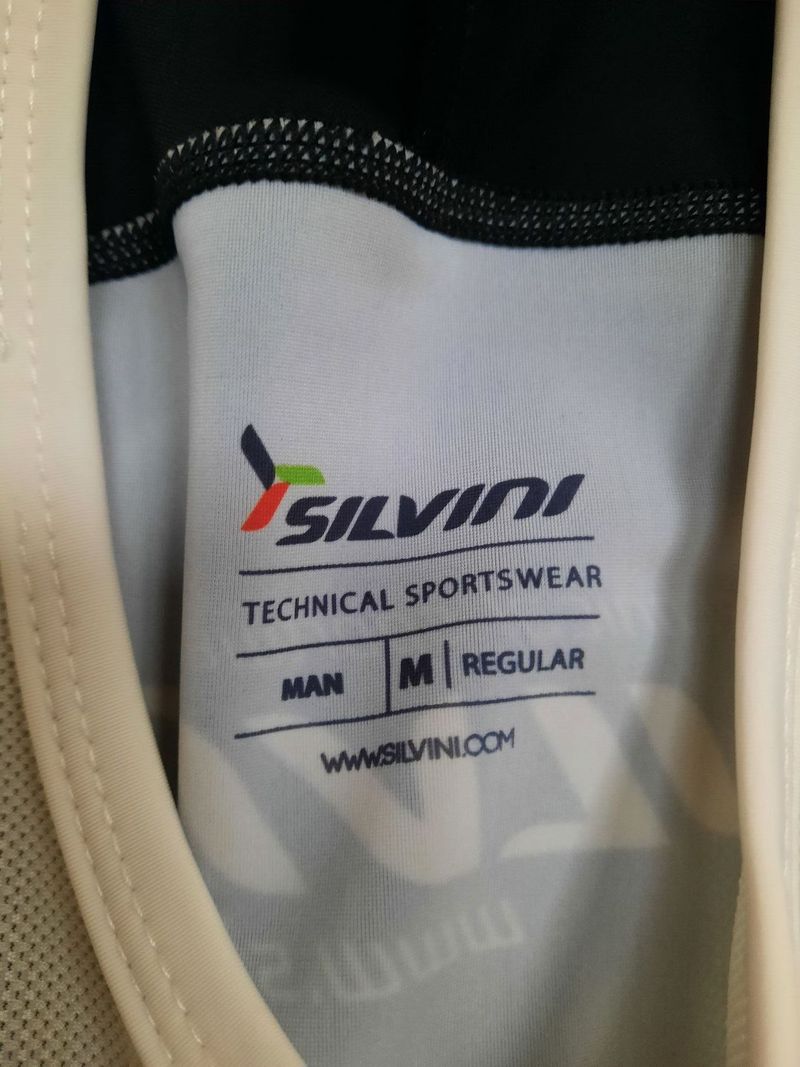 SILVINI
TECHNICAL SPORTSWEAR
MAN M REGULAR
WWW.SILVINI.COM